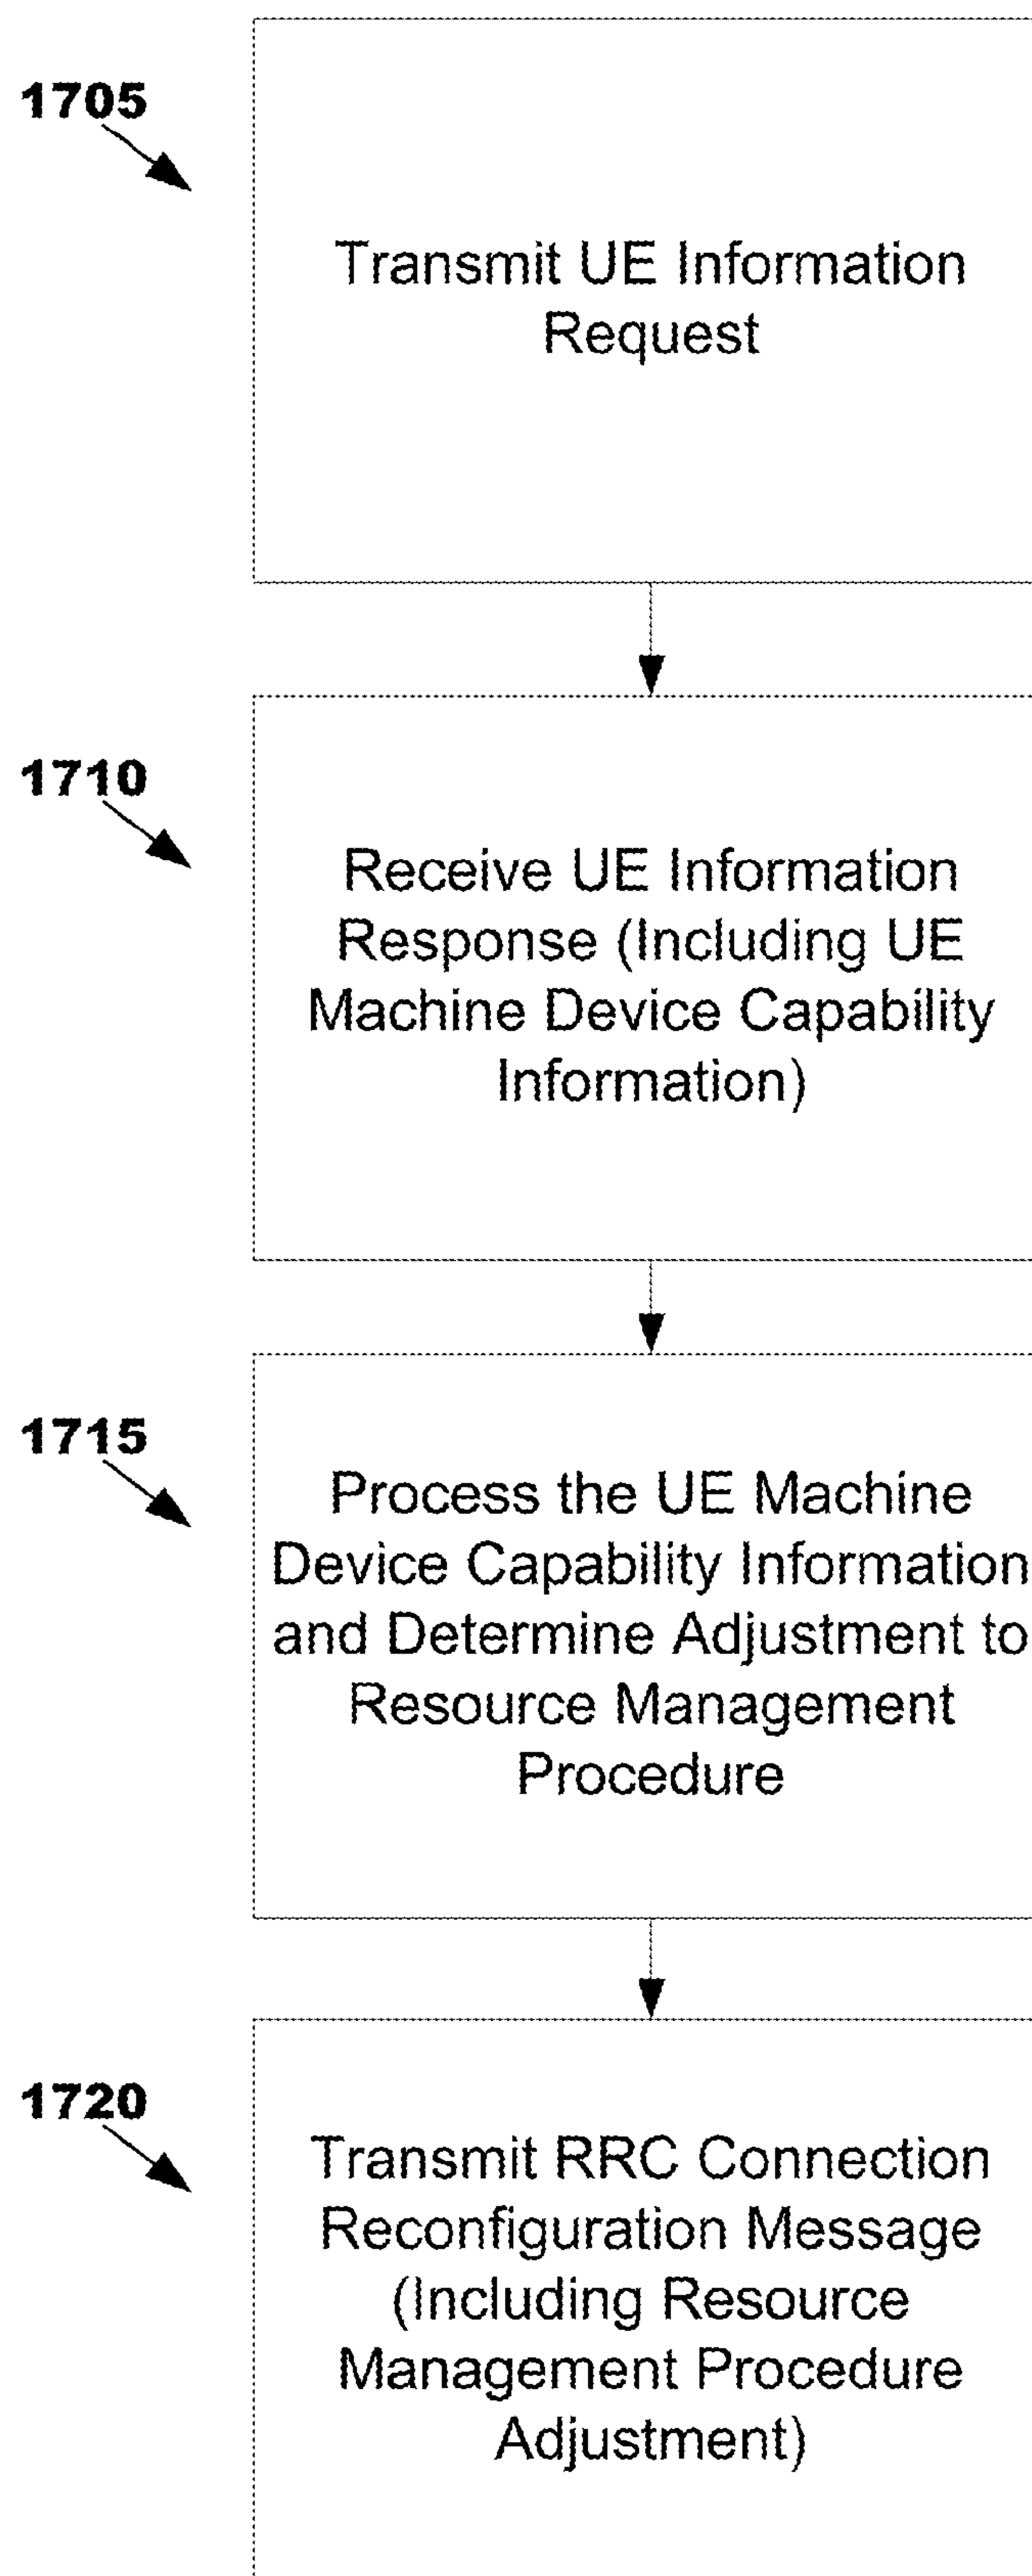 1705
Transmit UE Information
Request
1710
Receive UE Information
Response (Including UE
Machine Device Capability
Information)
1715
Process the UE Machine
Device Capability Information
and Determine Adjustment to
Resource Management
Procedure
1720
Transmit RRC Connection
Reconfiguration Message
(Including Resource
Management Procedure
Adjustment)